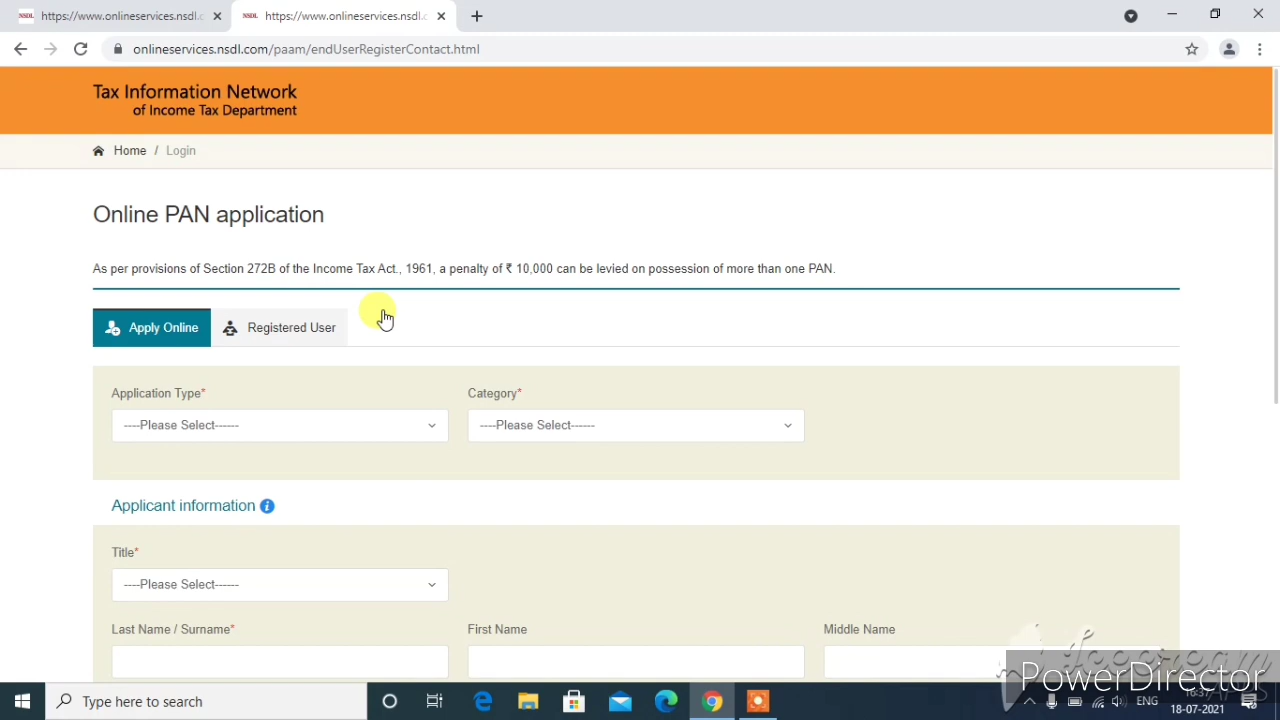 NSDL https://www.onlineservices.nsdl.c
NSDL https://www.onlineservices.nsdl.c
onlineservices.nsdl.com/paam/endUserRegisterContact.html
Tax Information Network
of Income Tax Department
Home / Login
Online PAN application
As per provisions of Section 272B of the Income Tax Act., 1961, a penalty of ₹ 10,000 can be levied on possession of more than one PAN.
Apply Online
Registered User
Application Type*
Category*
----Please Select------
----Please Select------
Applicant information
Title*
----Please Select------
Last Name / Surname*
First Name
Middle Name
PowerDirector
Type here to search
ENG
16:37
18-07-2021